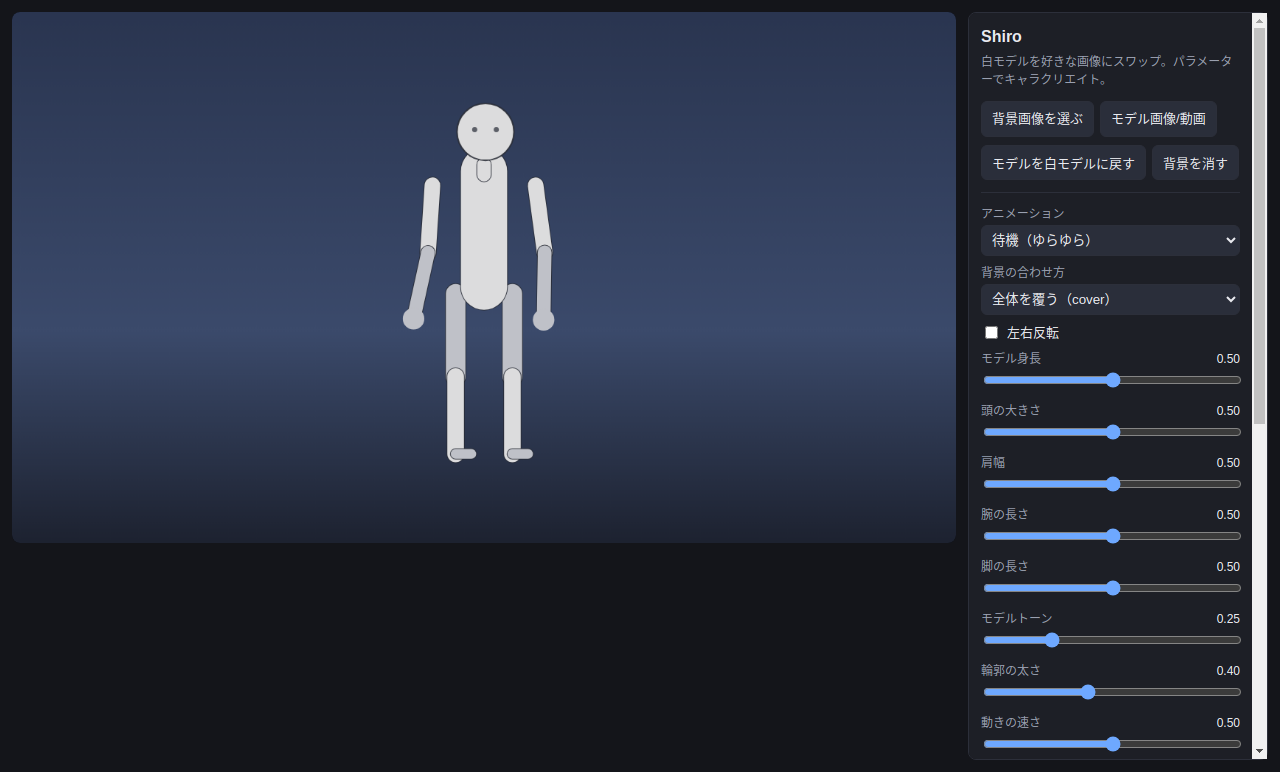 Shiro
白モデルを好きな画像にスワップ。パラメータ
ーでキャラクリエイト。
背景画像を選ぶ
モデル画像/動画
モデルを白モデルに戻す
背景を消す
アニメーション
待機（ゆらゆら）
背景の合わせ方
全体を覆う（cover）
左右反転
モデル身長 0.50
頭の大きさ 0.50
肩幅 0.50
腕の長さ 0.50
脚の長さ 0.50
モデルトーン 0.25
輪郭の太さ 0.40
動きの速さ 0.50